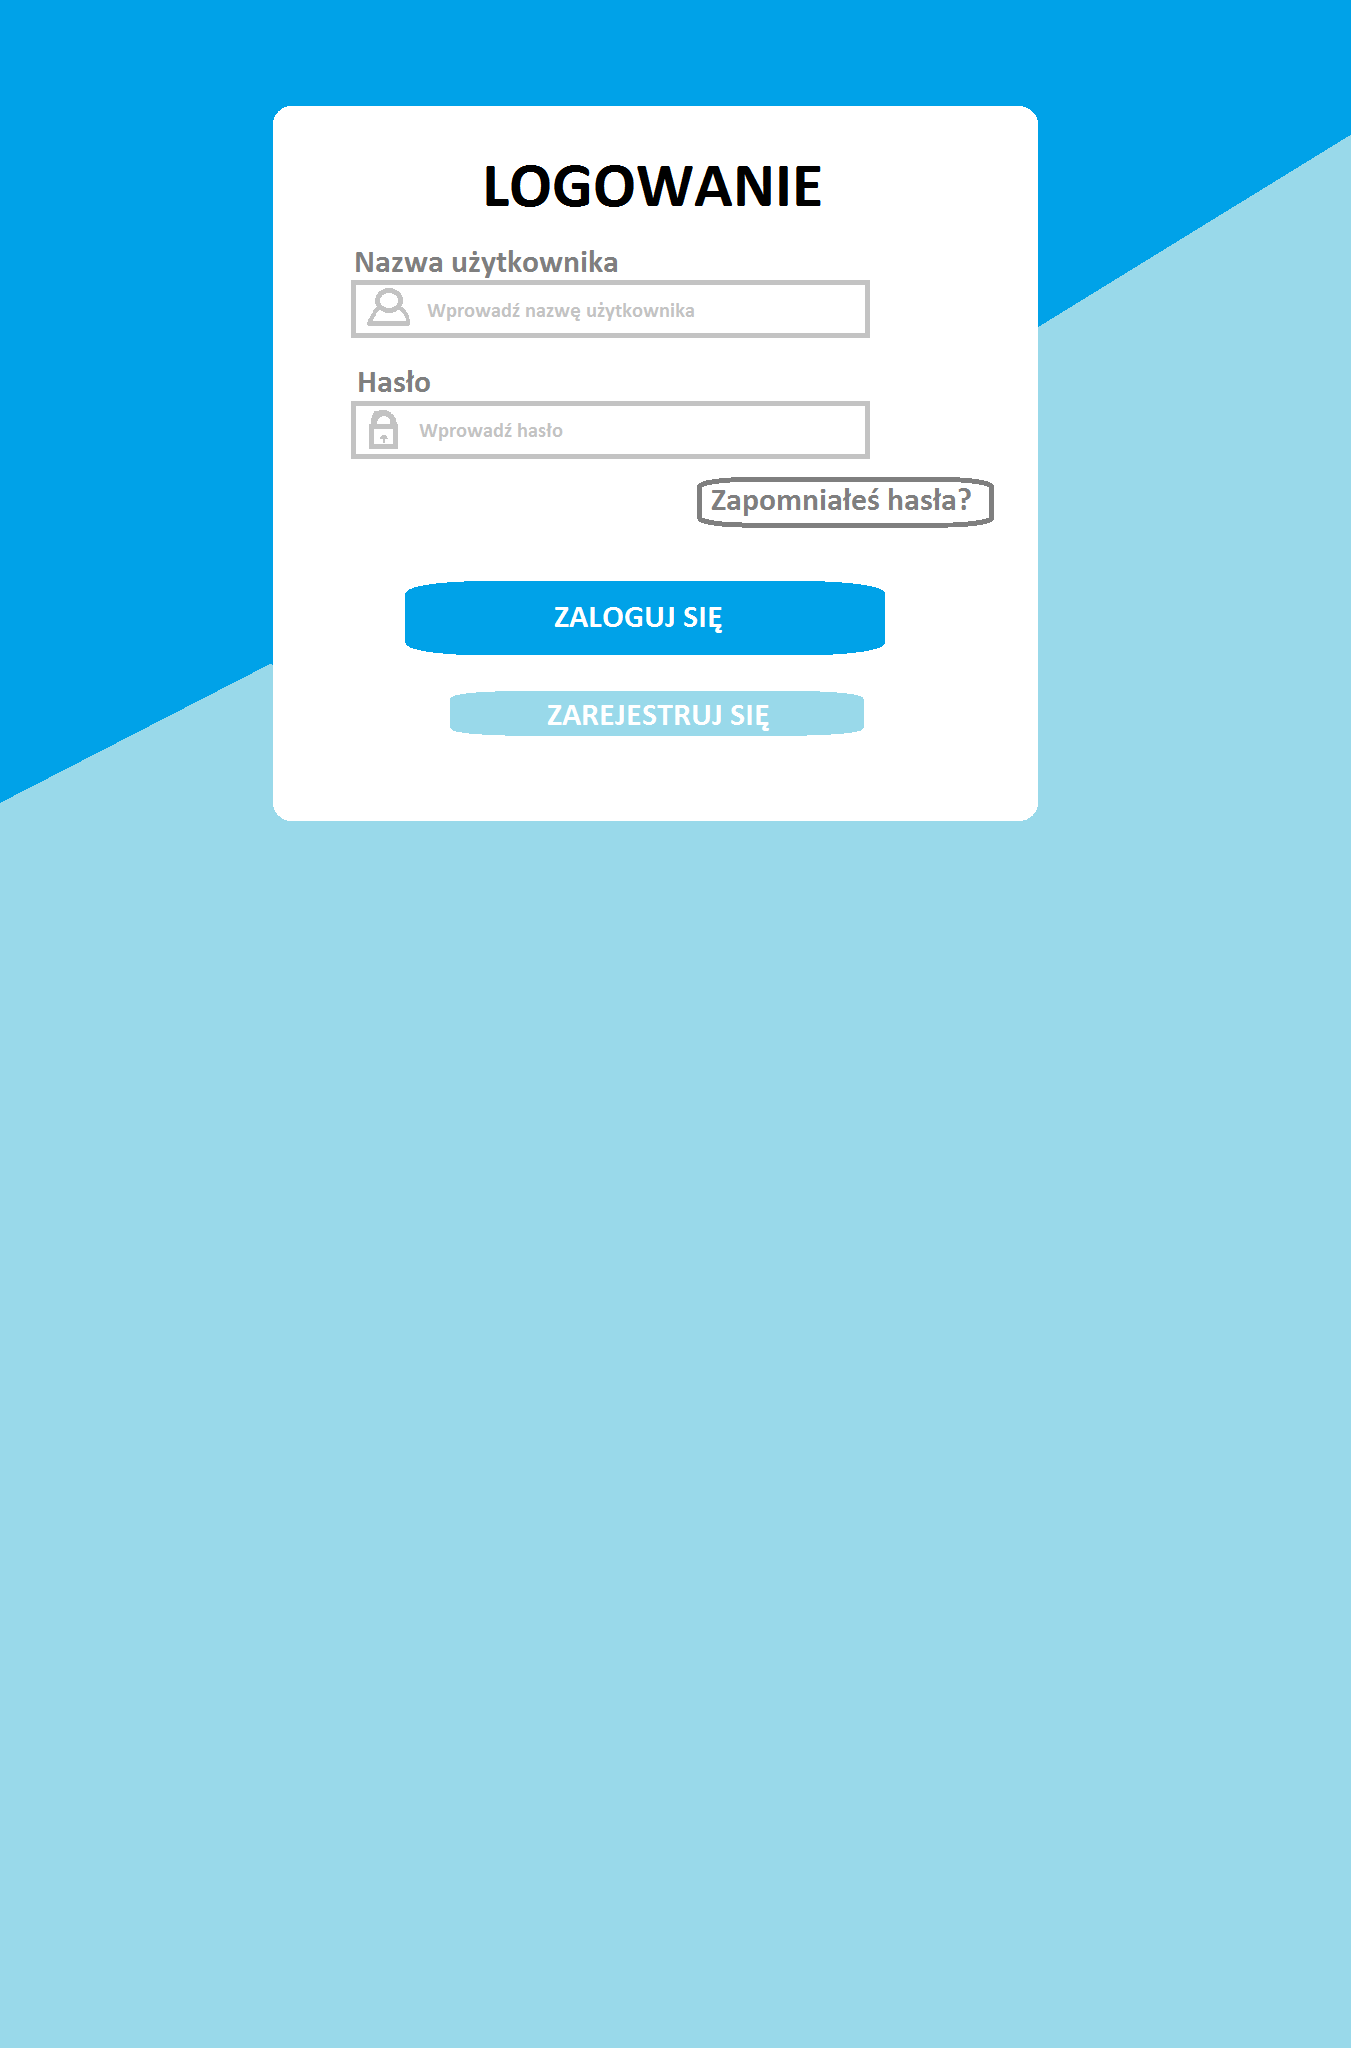 LOGOWANIE
Nazwa użytkownika
Wprowadź nazwę użytkownika
Hasło
Wprowadź hasło
Zapomniałeś hasła?
ZALOGUJ SIĘ
ZAREJESTRUJ SIĘ